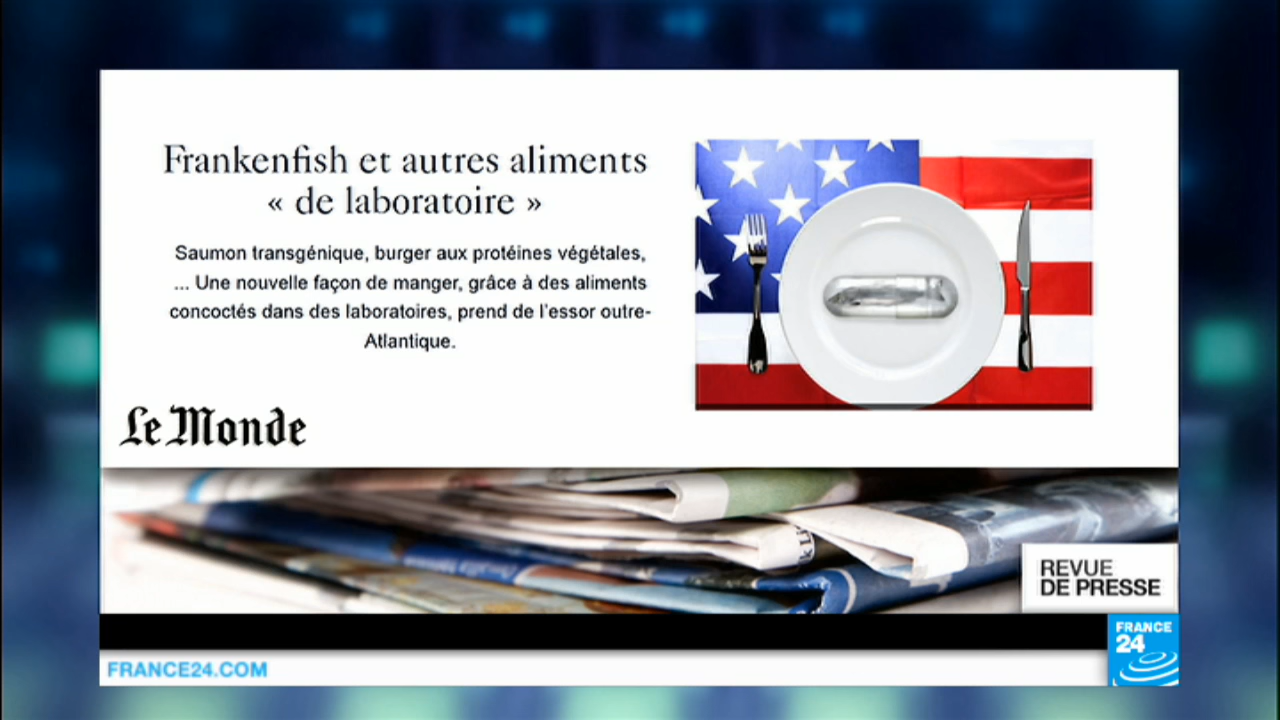 Frankenfish et autres aliments
« de laboratoire »
Saumon transgénique, burger aux protéines végétales,
... Une nouvelle façon de manger, grâce à des aliments
concoctés dans des laboratoires, prend de l'essor outre-
Atlantique.
Le Monde
REVUE
DE PRESSE
FRANCE
24
FRANCE24.COM